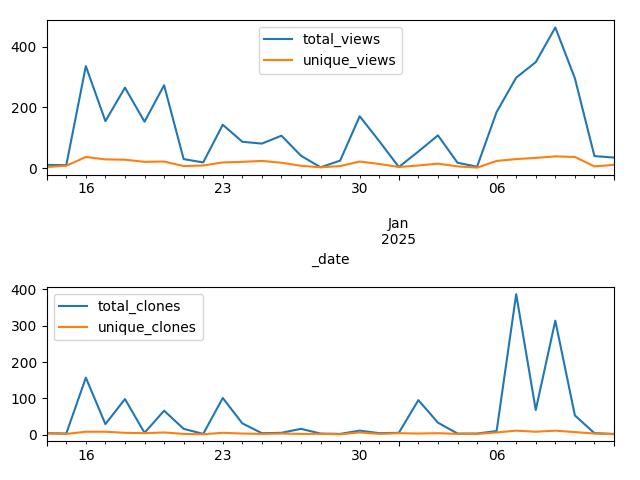 400
total_views
unique_views
200
0
16
23
30
06
Jan
2025
_date
400
total_clones
unique_clones
300
200
100
0
16
23
30
06